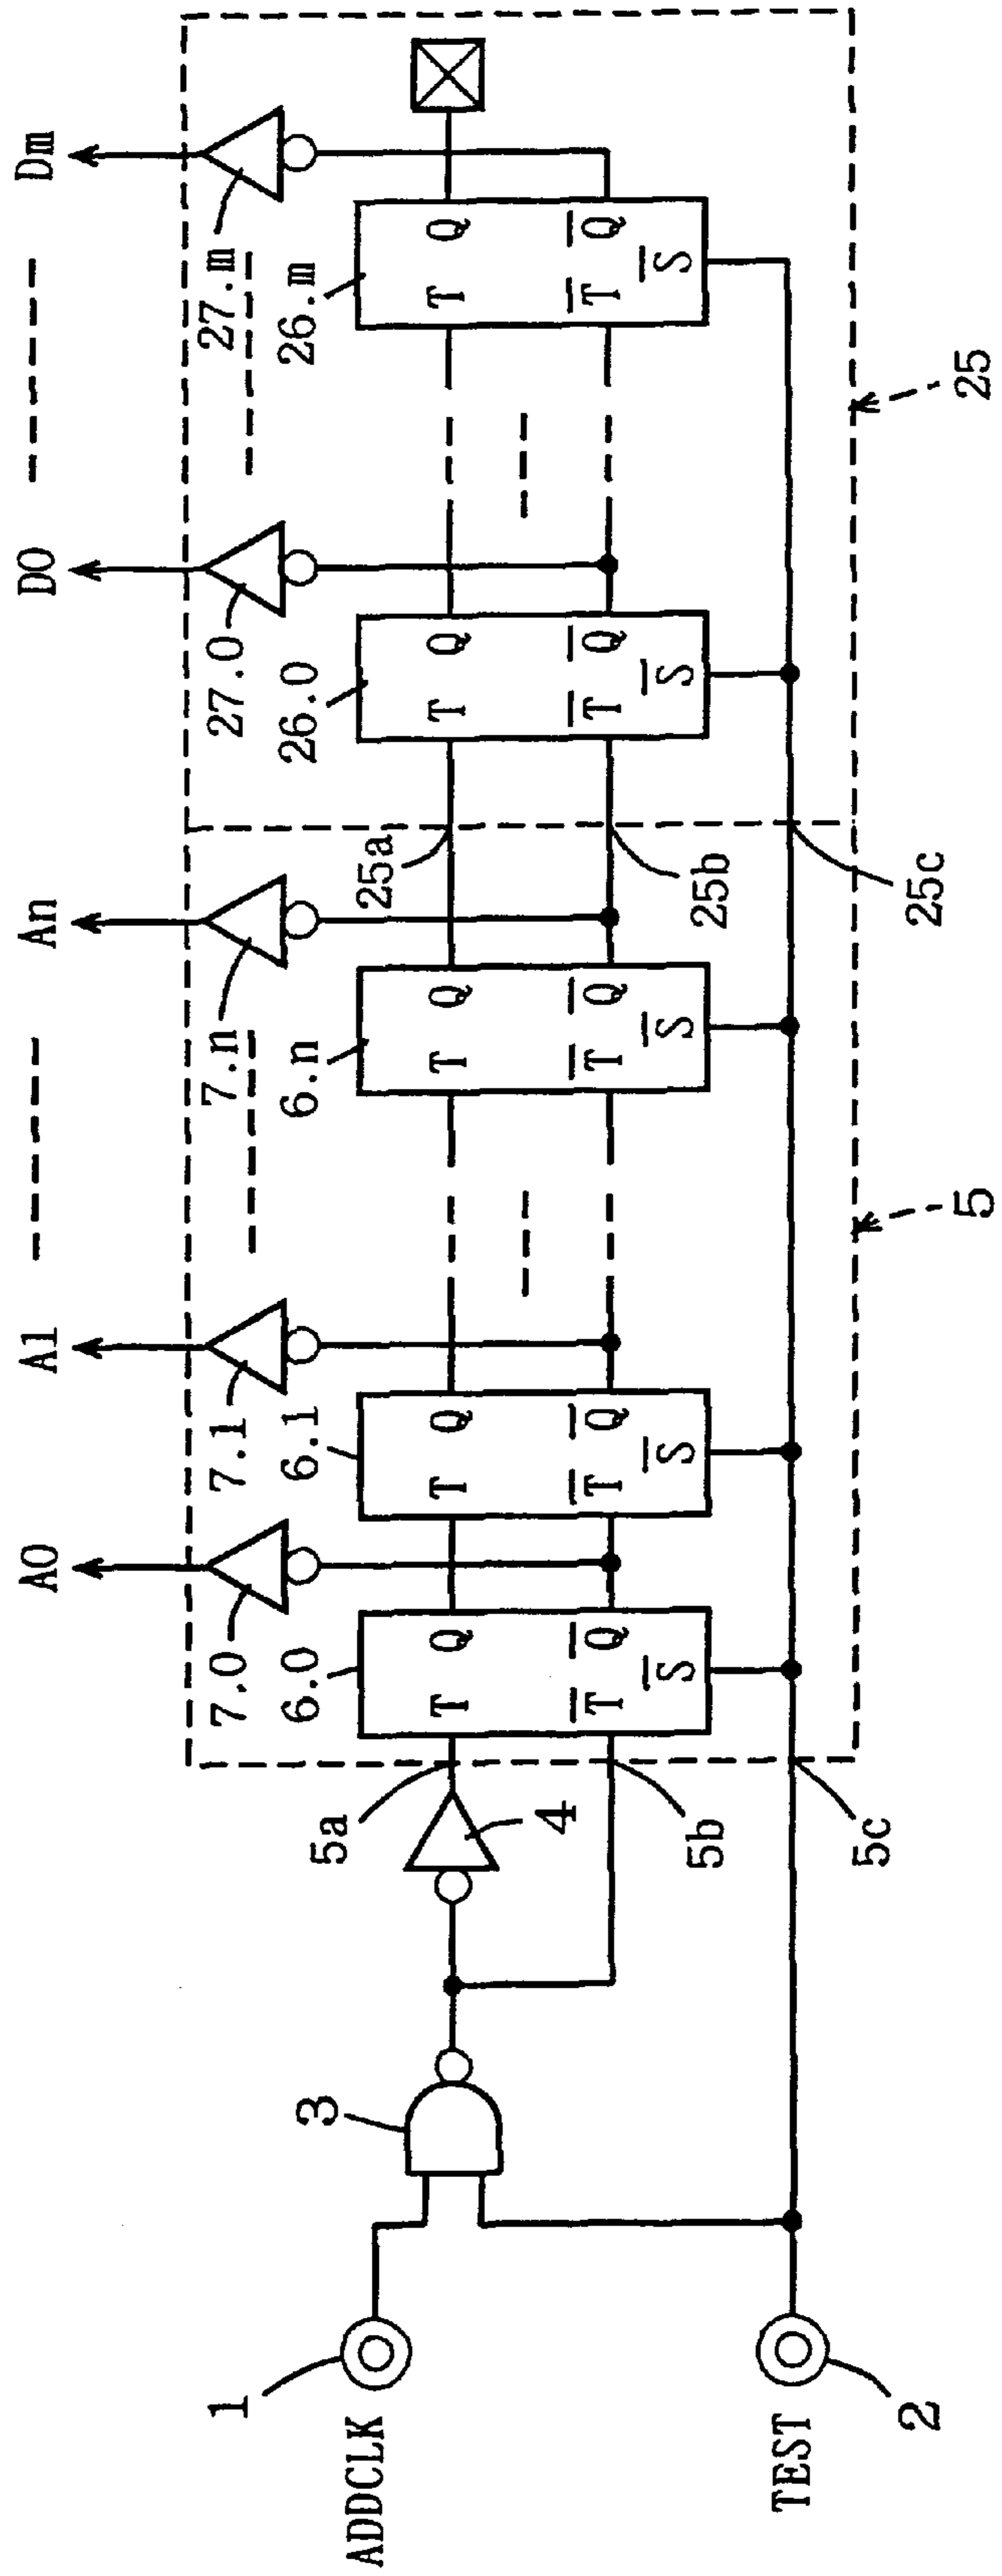 A0 A1 An D0 Dm
7.0 7.1 7.n 27.0 27.m
6.0 6.1 6.n 26.0 26.m
1
ADDCLK
3
4
5a
T Q T Q T Q T Q T Q
25a
T̅ Q̅ T̅ Q̅ T̅ Q̅ T̅ Q̅ T̅ Q̅
S̅ S̅ S̅ S̅ S̅
5b
25b
TEST
2
5c
25c
5
25